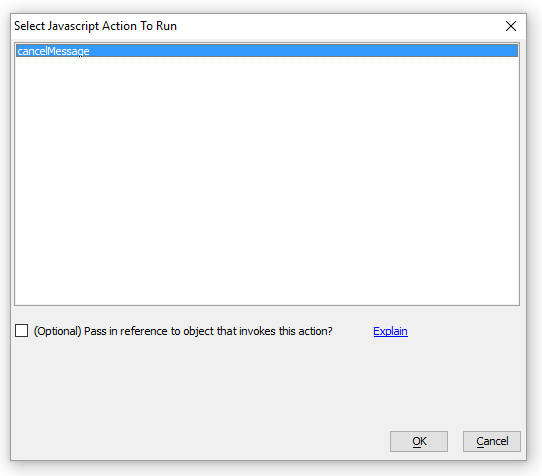 Select Javascript Action To Run
cancelMessage
(Optional) Pass in reference to object that invokes this action? Explain
OK Cancel